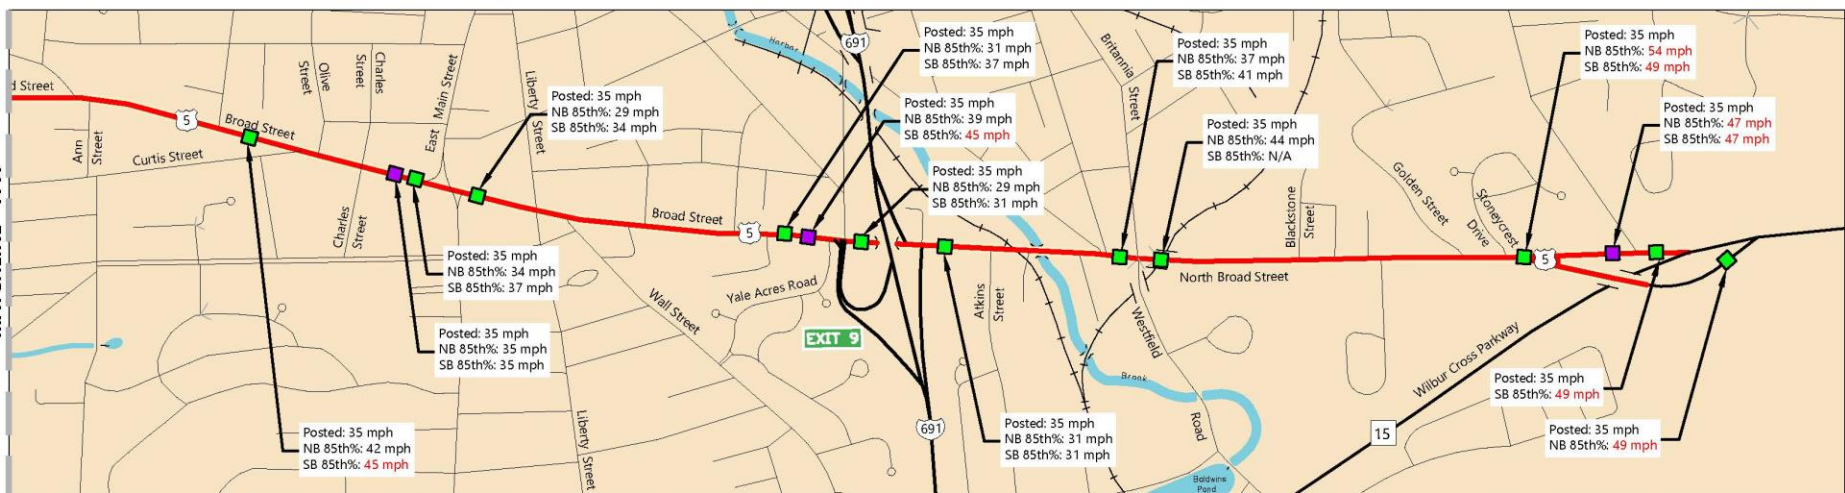 d Street
5
Ann
Street
Curtis Street
Broad Street
Olive
Street
Charles
Street
East Main Street
Liberty Street
Posted: 35 mph
NB 85th%: 29 mph
SB 85th%: 34 mph
Posted: 35 mph
NB 85th%: 31 mph
SB 85th%: 37 mph
Posted: 35 mph
NB 85th%: 39 mph
SB 85th%: 45 mph
Posted: 35 mph
NB 85th%: 29 mph
SB 85th%: 31 mph
Harbor
691
Britannia
Street
Posted: 35 mph
NB 85th%: 37 mph
SB 85th%: 41 mph
Posted: 35 mph
NB 85th%: 44 mph
SB 85th%: N/A
Posted: 35 mph
NB 85th%: 54 mph
SB 85th%: 49 mph
Posted: 35 mph
NB 85th%: 47 mph
SB 85th%: 47 mph
Golden Street
Stoneycrest
Drive
Blackstone
Street
Charles
Street
Broad Street
5
North Broad Street
5
Posted: 35 mph
NB 85th%: 34 mph
SB 85th%: 37 mph
Posted: 35 mph
NB 85th%: 35 mph
SB 85th%: 35 mph
Posted: 35 mph
NB 85th%: 42 mph
SB 85th%: 45 mph
Wall Street
Yale Acres Road
EXIT 9
Liberty Street
691
Atkins
Street
Posted: 35 mph
NB 85th%: 31 mph
SB 85th%: 31 mph
Westfield
Road
Brook
Baldwins
Pond
Wilbur Cross Parkway
15
Posted: 35 mph
SB 85th%: 49 mph
Posted: 35 mph
NB 85th%: 49 mph